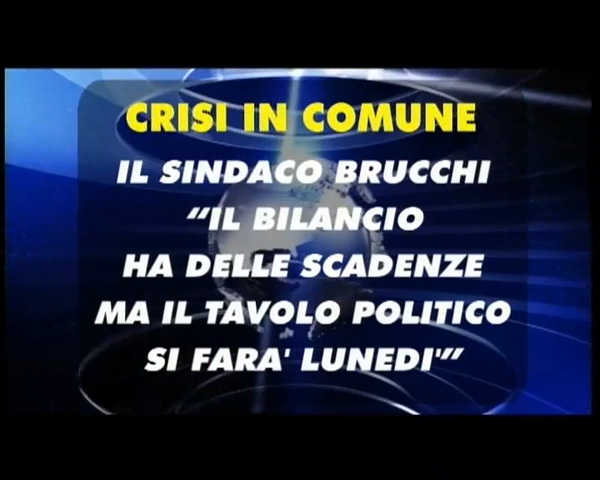 CRISI IN COMUNE
IL SINDACO BRUCCHI
“IL BILANCIO
HA DELLE SCADENZE
MA IL TAVOLO POLITICO
SI FARA' LUNEDI'”